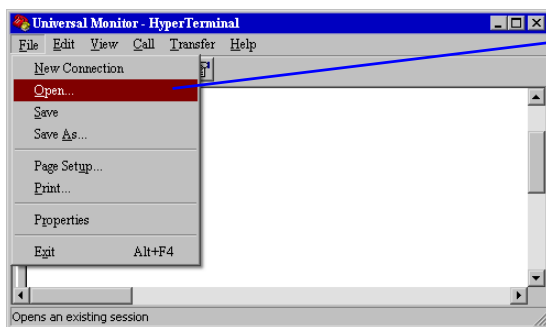 Universal Monitor - HyperTerminal
File Edit View Call Transfer Help
New Connection
Open...
Save
Save As...
Page Setup...
Print...
Properties
Exit Alt+F4
Opens an existing session